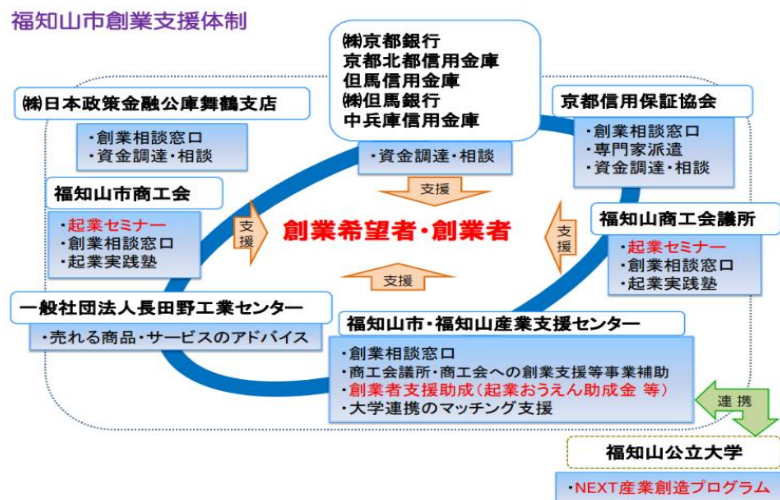 福知山市創業支援体制
㈱京都銀行
京都北都信用金庫
但馬信用金庫
㈱但馬銀行
中兵庫信用金庫
・資金調達・相談
㈱日本政策金融公庫舞鶴支店
・創業相談窓口
・資金調達・相談
京都信用保証協会
・創業相談窓口
・専門家派遣
・資金調達・相談
福知山市商工会
・起業セミナー
・創業相談窓口
・起業実践塾
支援
支援
創業希望者・創業者
支援
支援
福知山商工会議所
・起業セミナー
・創業相談窓口
・起業実践塾
一般社団法人長田野工業センター
・売れる商品・サービスのアドバイス
福知山市・福知山産業支援センター
・創業相談窓口
・商工会議所・商工会への創業支援等事業補助
・創業者支援助成（起業おうえん助成金 等）
・大学連携のマッチング支援
連携
福知山公立大学
・NEXT産業創造プログラム